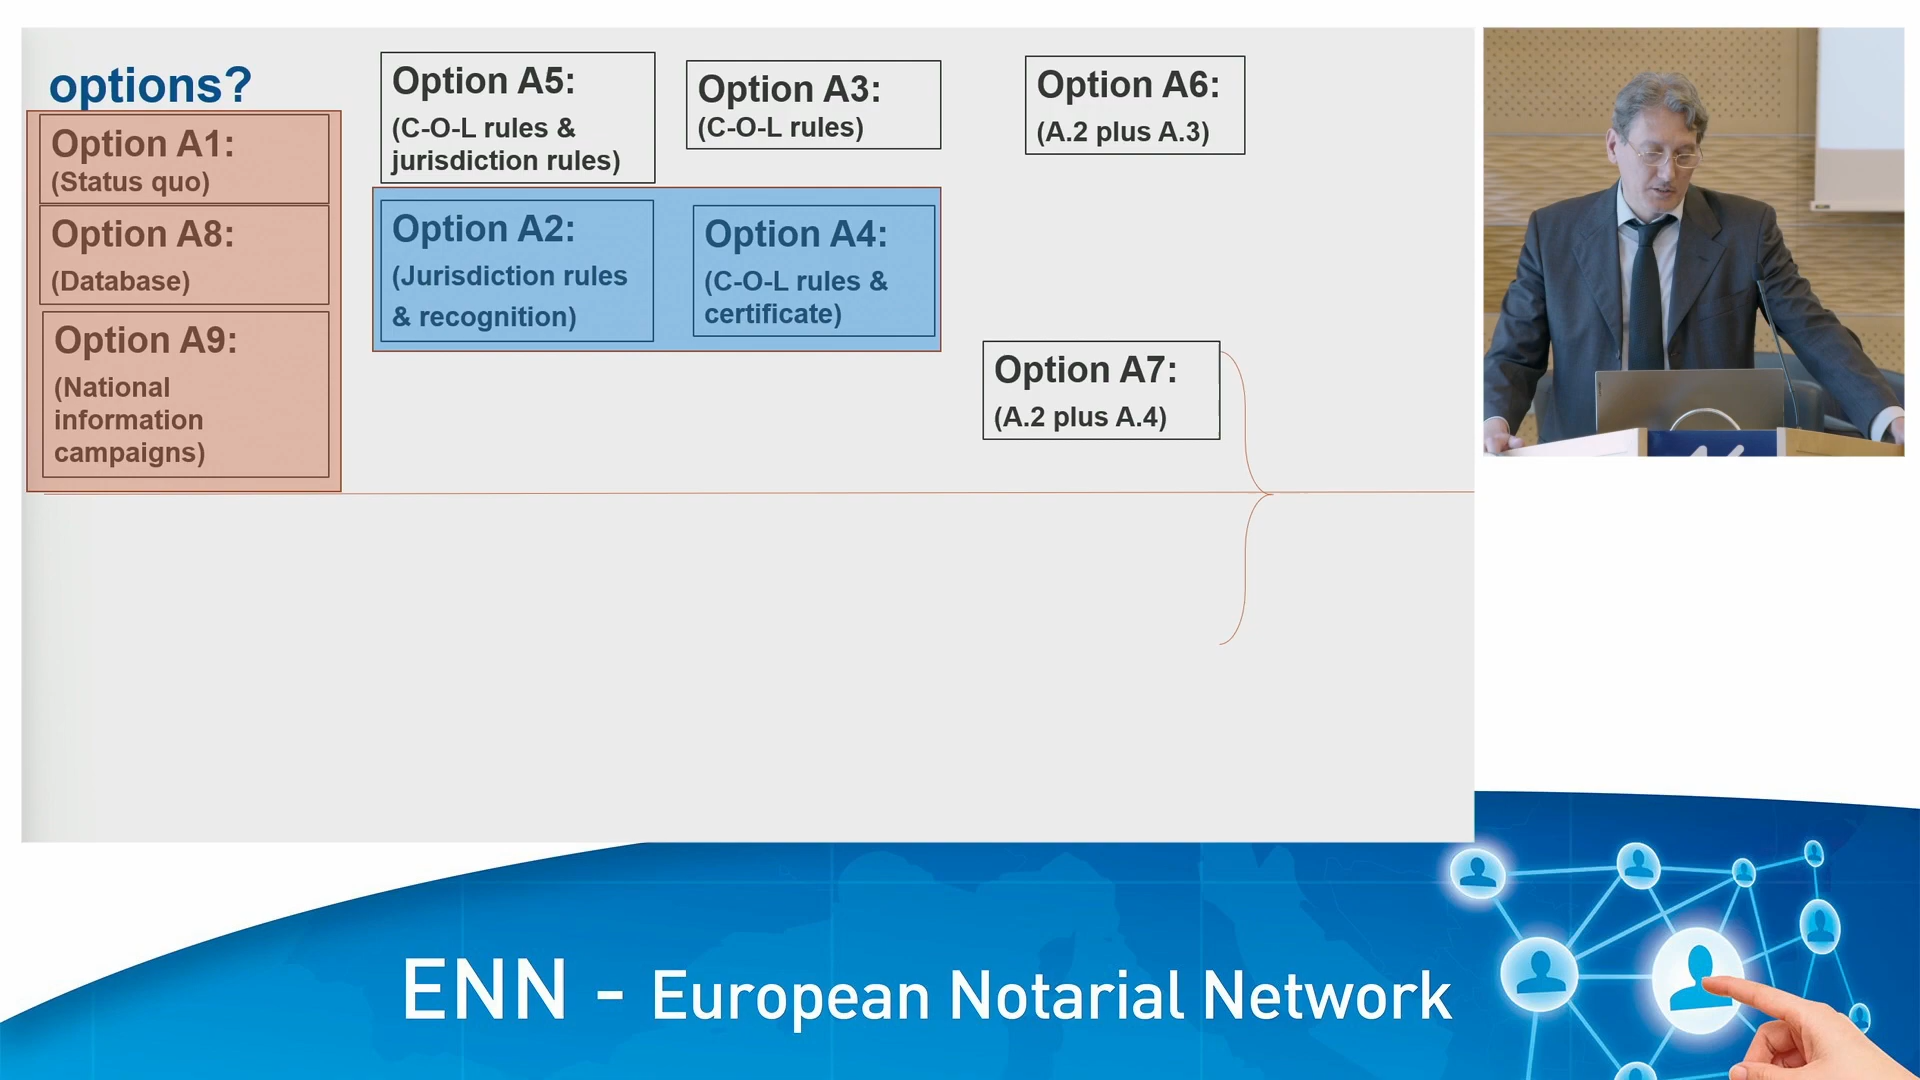 options?
Option A1:
(Status quo)
Option A8:
(Database)
Option A9:
(National
information
campaigns)
Option A5:
(C-O-L rules &
jurisdiction rules)
Option A3:
(C-O-L rules)
Option A6:
(A.2 plus A.3)
Option A2:
(Jurisdiction rules
& recognition)
Option A4:
(C-O-L rules &
certificate)
Option A7:
(A.2 plus A.4)
ENN - European Notarial Network